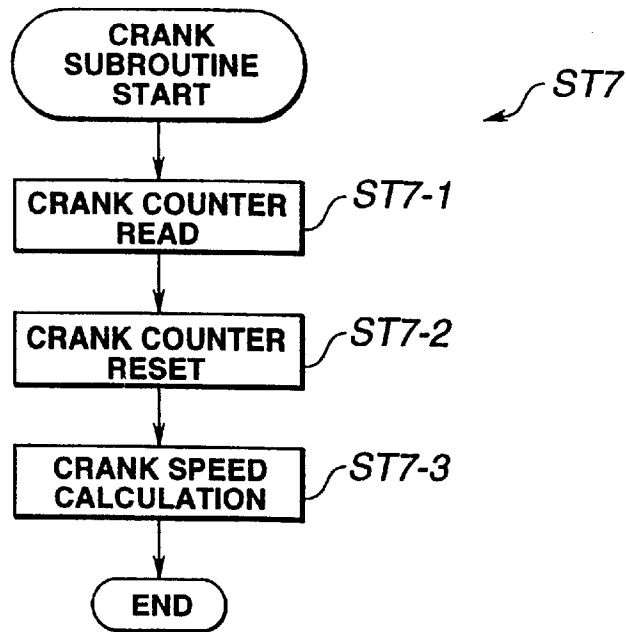 CRANK
SUBROUTINE
START
ST7
CRANK COUNTER
READ
ST7-1
CRANK COUNTER
RESET
ST7-2
CRANK SPEED
CALCULATION
ST7-3
END